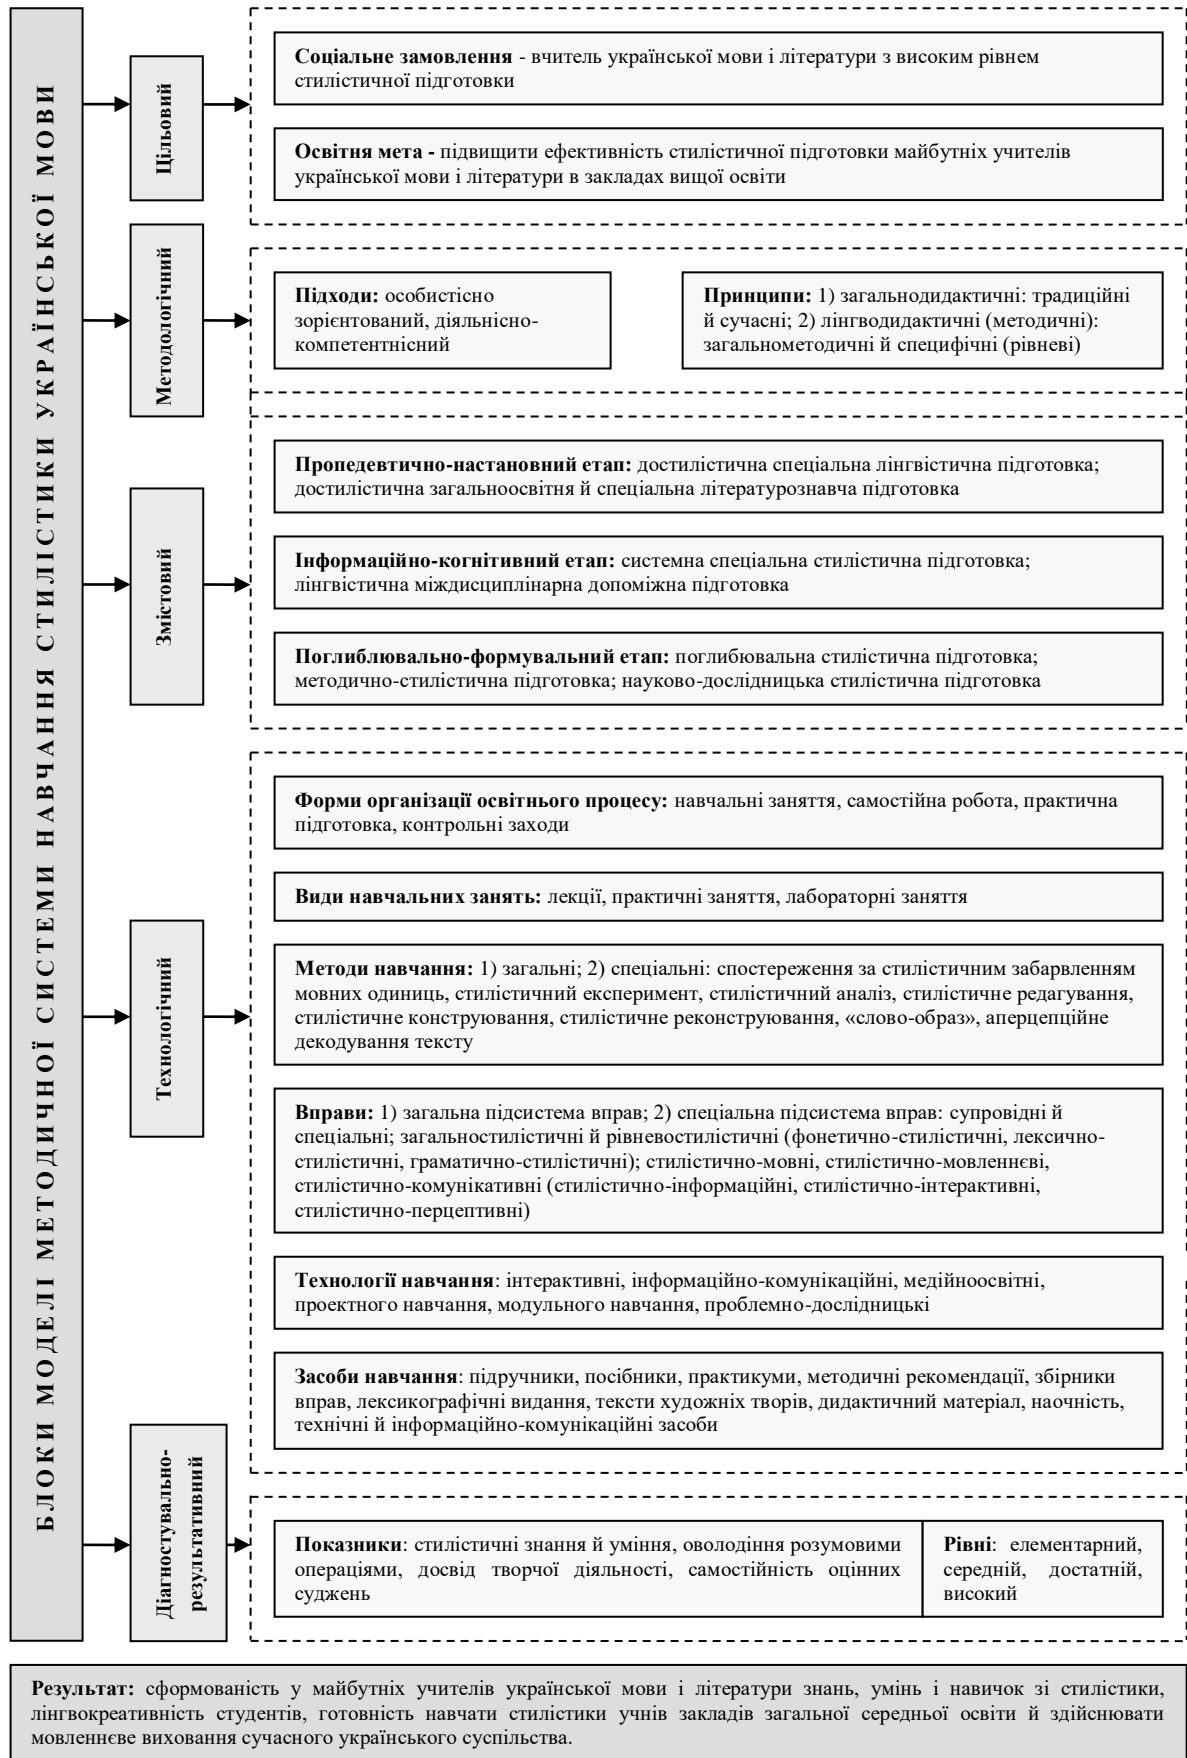 БЛОКИ МОДЕЛІ МЕТОДИЧНОЇ СИСТЕМИ НАВЧАННЯ СТИЛІСТИКИ УКРАЇНСЬКОЇ МОВИ
Цільовий
Соціальне замовлення - вчитель української мови і літератури з високим рівнем
стилістичної підготовки
Освітня мета - підвищити ефективність стилістичної підготовки майбутніх учителів
української мови і літератури в закладах вищої освіти
Методологічний
Підходи: особистісно
зорієнтований, діяльнісно-
компетентнісний
Принципи: 1) загальнодидактичні: традиційні
й сучасні; 2) лінгводидактичні (методичні):
загальнометодичні й специфічні (рівневі)
Змістовий
Пропедевтично-настановний етап: достилістична спеціальна лінгвістична підготовка;
достилістична загальноосвітня й спеціальна літературознавча підготовка
Інформаційно-когнітивний етап: системна спеціальна стилістична підготовка;
лінгвістична міждисциплінарна допоміжна підготовка
Поглиблювально-формувальний етап: поглибювальна стилістична підготовка;
методично-стилістична підготовка; науково-дослідницька стилістична підготовка
Технологічний
Форми організації освітнього процесу: навчальні заняття, самостійна робота, практична
підготовка, контрольні заходи
Види навчальних занять: лекції, практичні заняття, лабораторні заняття
Методи навчання: 1) загальні; 2) спеціальні: спостереження за стилістичним забарвленням
мовних одиниць, стилістичний експеримент, стилістичний аналіз, стилістичне редагування,
стилістичне конструювання, стилістичне реконструювання, «слово-образ», аперцепційне
декодування тексту
Вправи: 1) загальна підсистема вправ; 2) спеціальна підсистема вправ: супровідні й
спеціальні; загальностилістичні й рівневостилістичні (фонетично-стилістичні, лексично-
стилістичні, граматично-стилістичні); стилістично-мовні, стилістично-мовленнєві,
стилістично-комунікативні (стилістично-інформаційні, стилістично-інтерактивні,
стилістично-перцептивні)
Технології навчання: інтерактивні, інформаційно-комунікаційні, медійноосвітні,
проектного навчання, модульного навчання, проблемно-дослідницькі
Засоби навчання: підручники, посібники, практикуми, методичні рекомендації, збірники
вправ, лексикографічні видання, тексти художніх творів, дидактичний матеріал, наочність,
технічні й інформаційно-комунікаційні засоби
Діагностувально-
результативний
Показники: стилістичні знання й уміння, оволодіння розумовими
операціями, досвід творчої діяльності, самостійність оцінних
суджень
Рівні: елементарний,
середній, достатній,
високий
Результат: сформованість у майбутніх учителів української мови і літератури знань, умінь і навичок зі стилістики,
лінгвокреативність студентів, готовність навчати стилістики учнів закладів загальної середньої освіти й здійснювати
мовленнєве виховання сучасного українського суспільства.